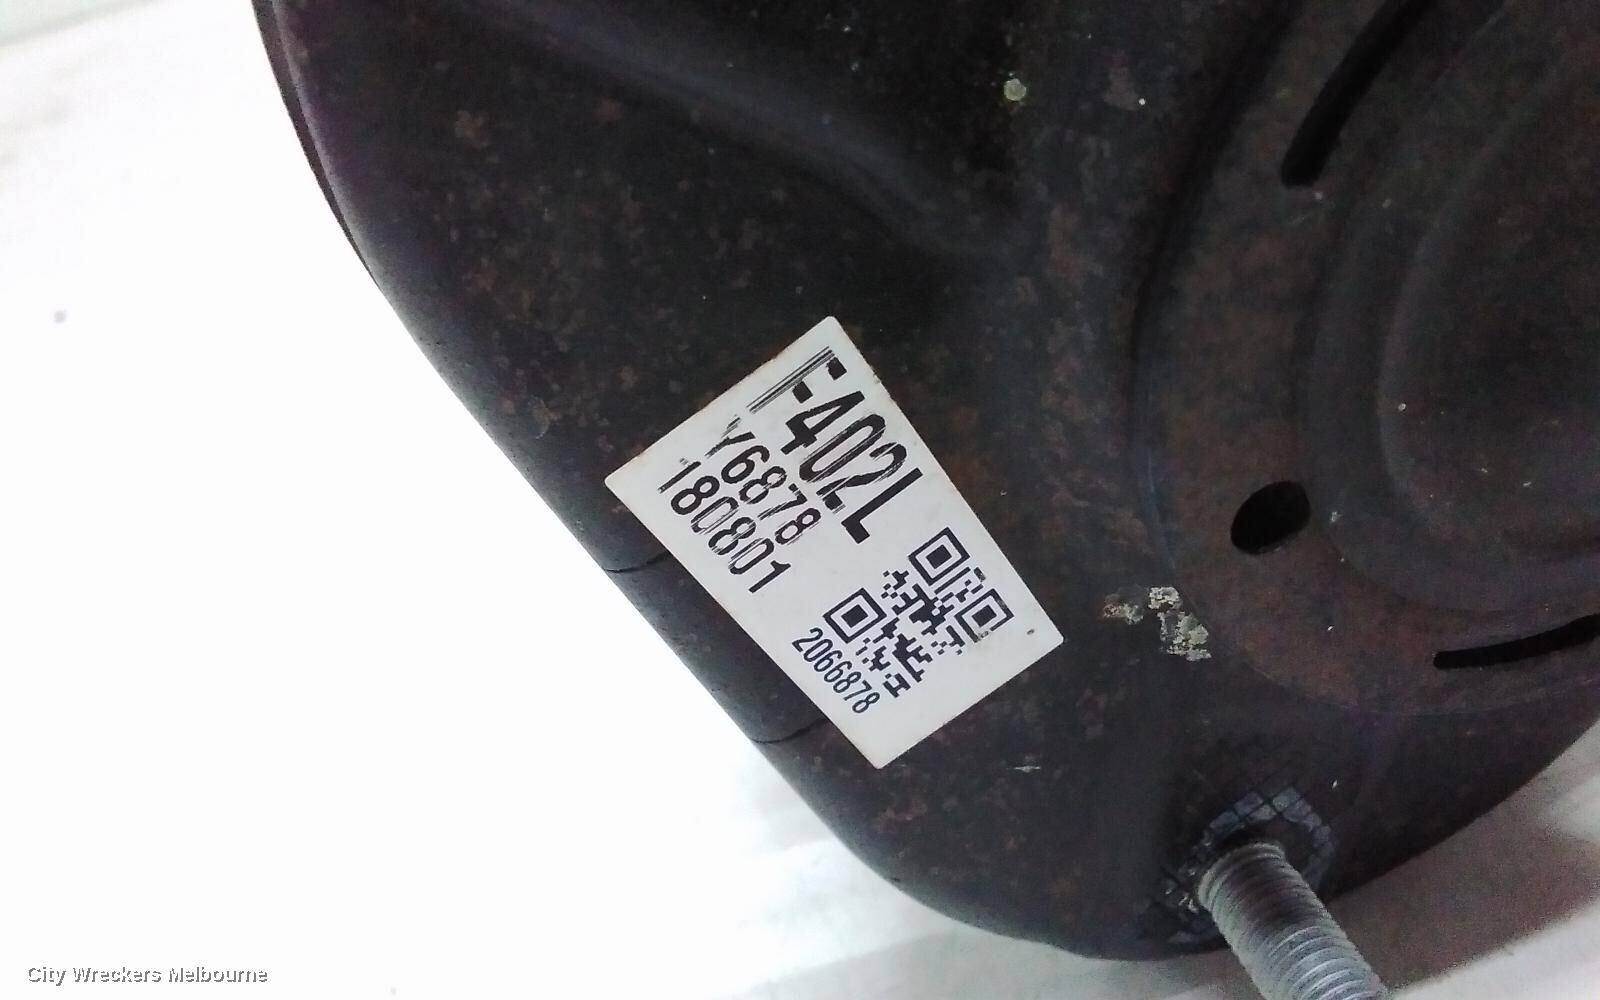 F402L
Y6878
180801
2066878
City Wreckers Melbourne